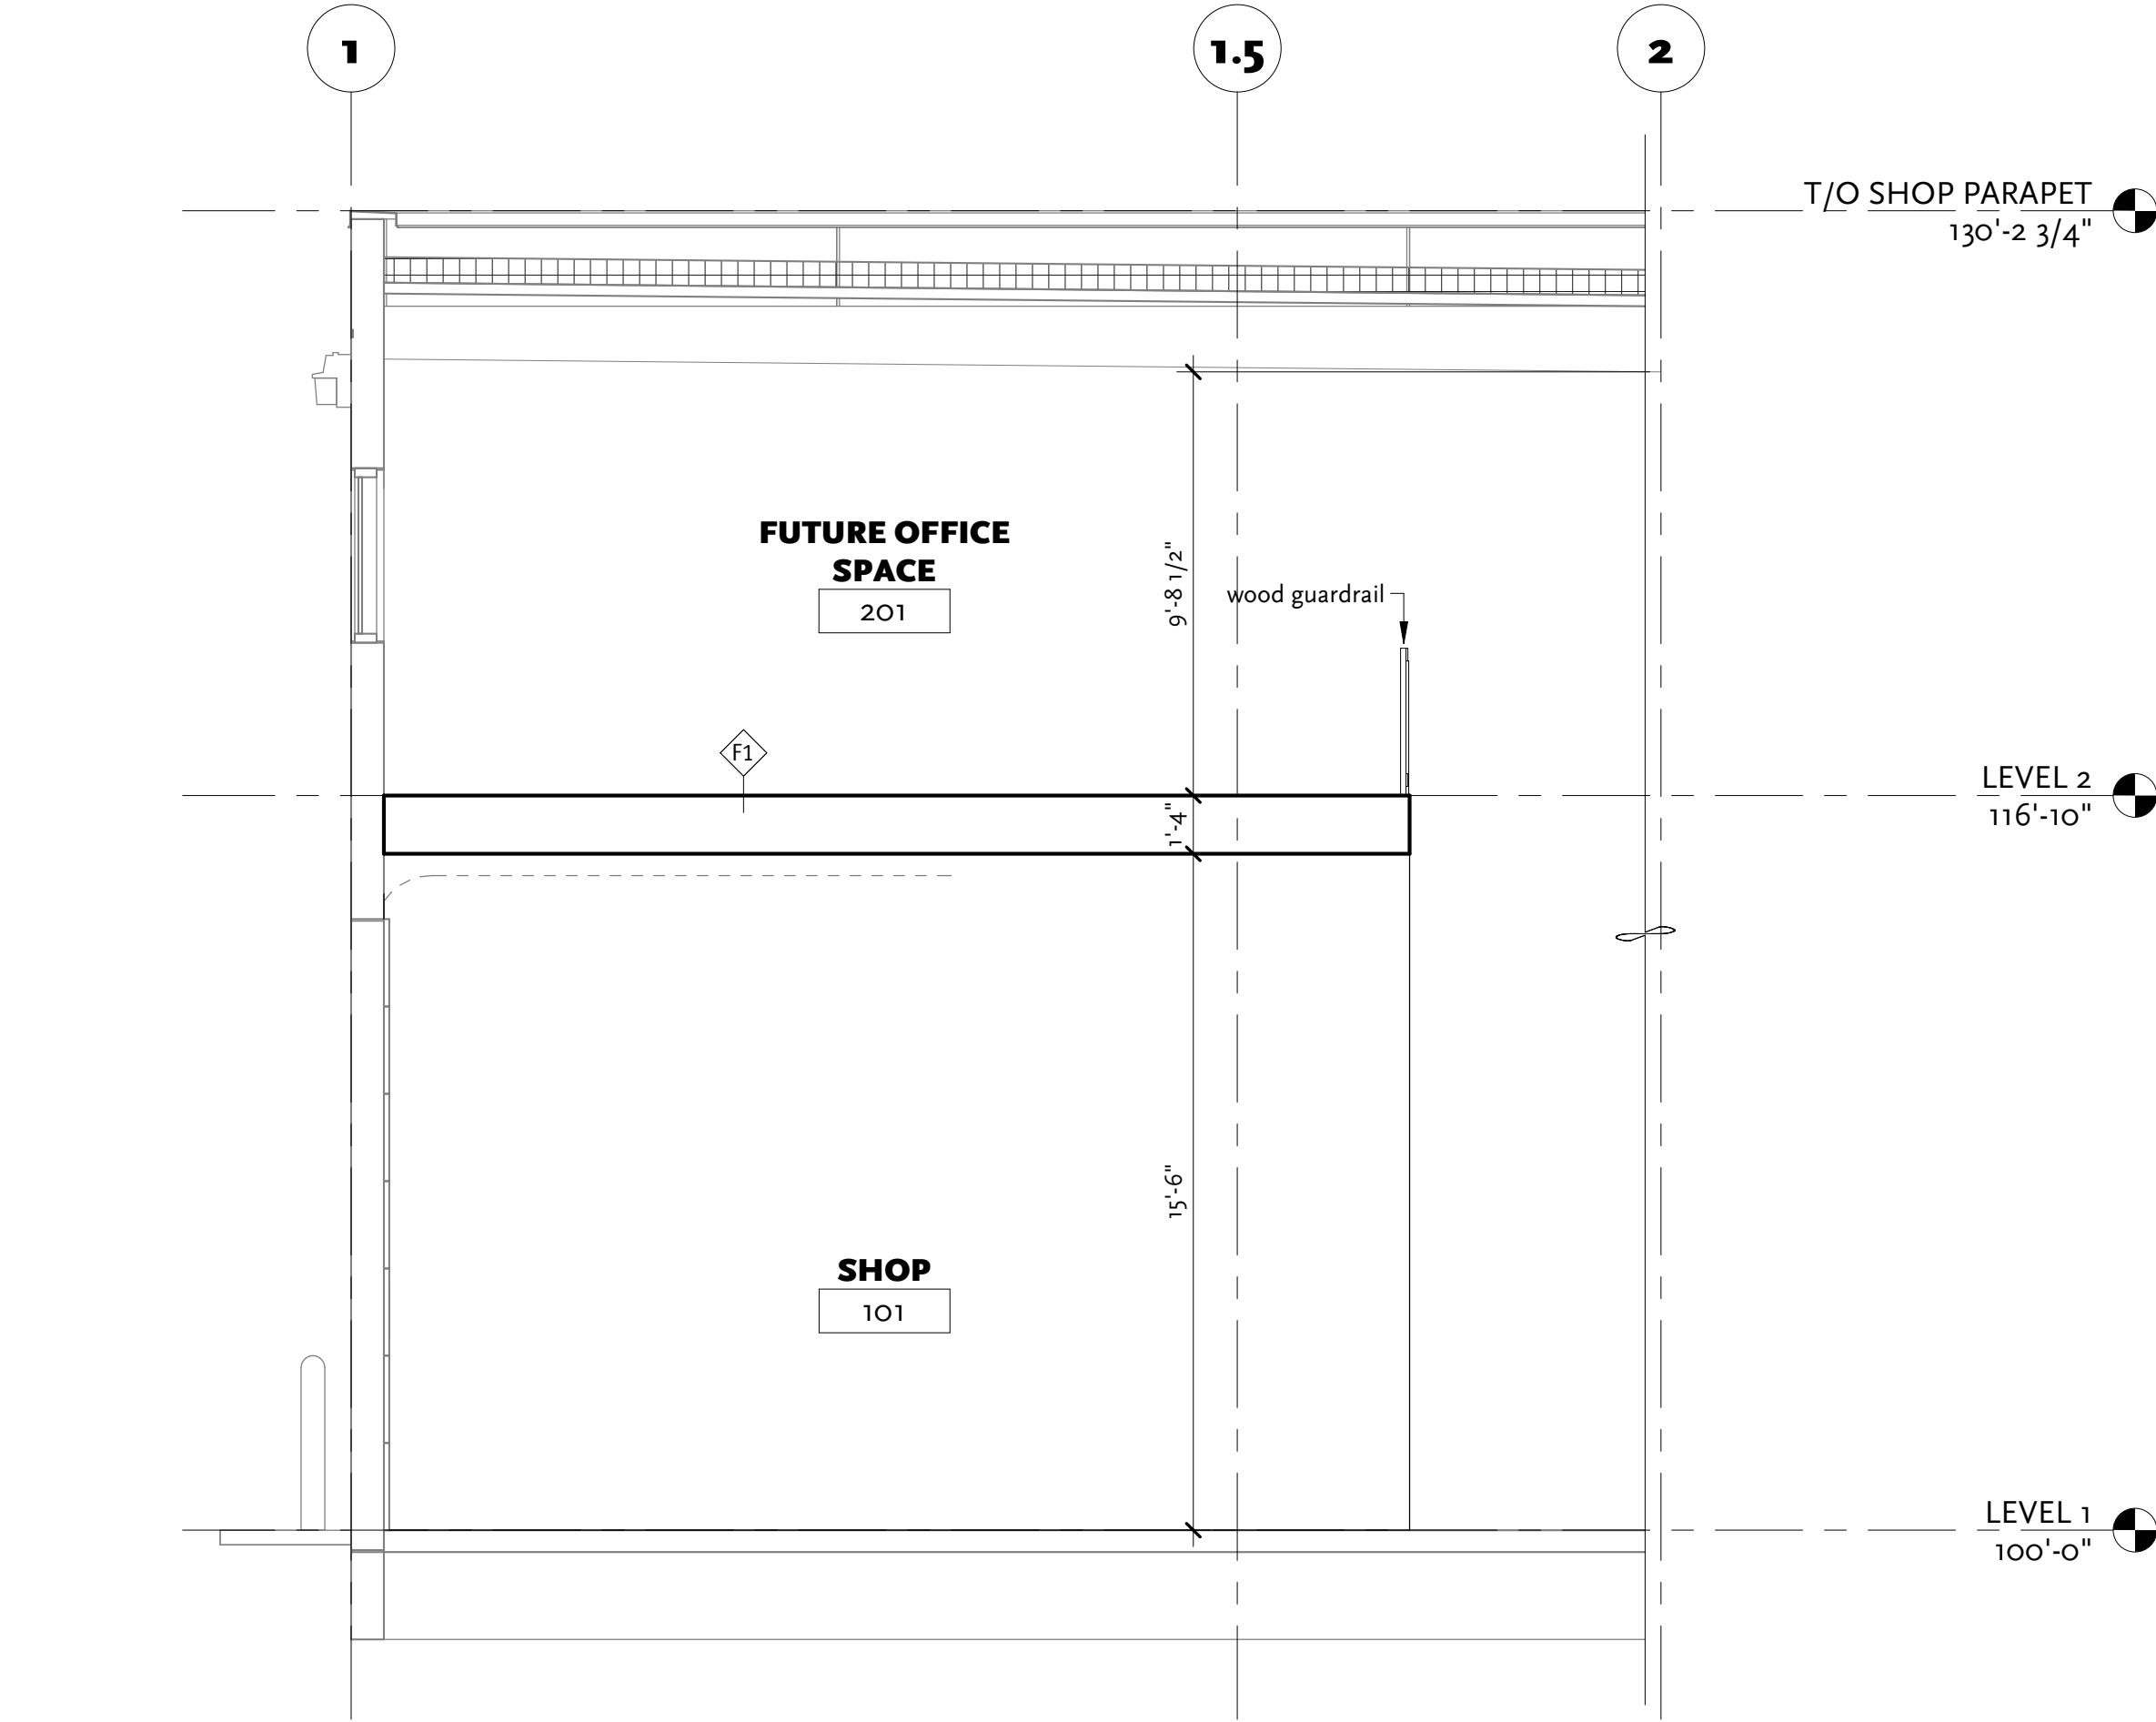 1
1.5
2
T/O SHOP PARAPET
130'-2 3/4"
FUTURE OFFICE
SPACE
201
9'-8 1/2"
wood guardrail
F1
LEVEL 2
116'-10"
1'-4"
15'-6"
SHOP
101
LEVEL 1
100'-0"